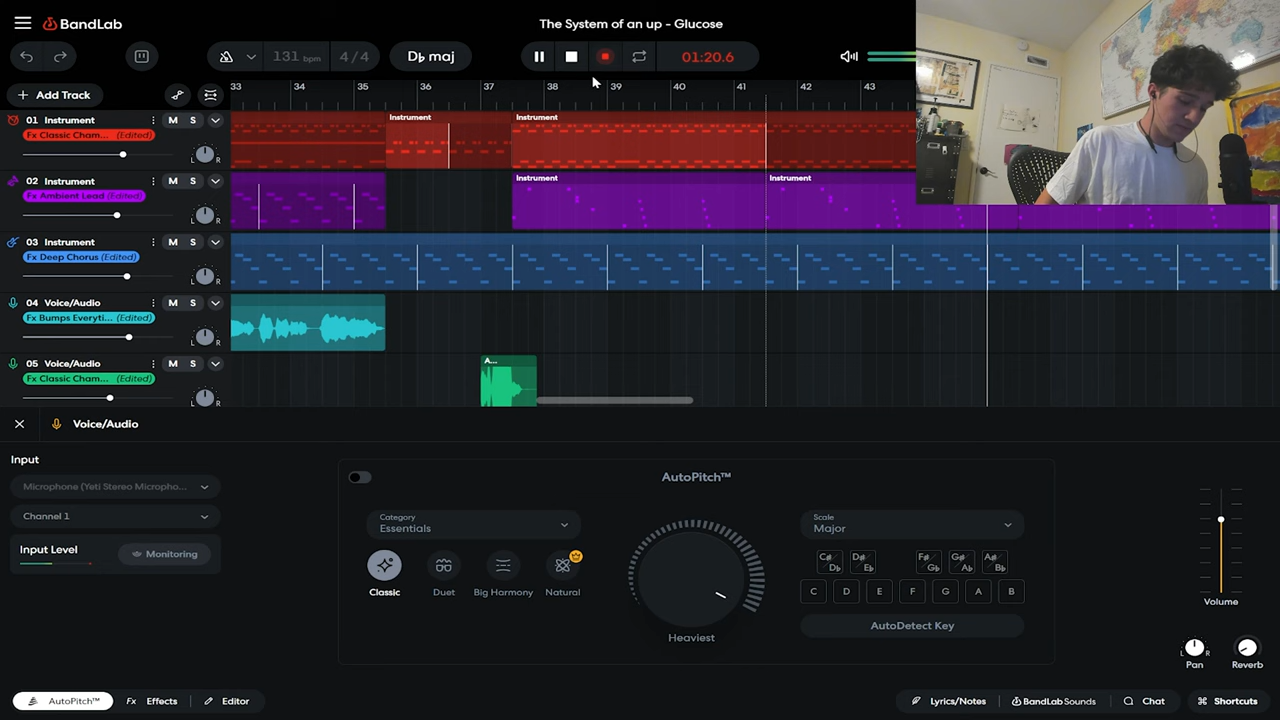 BandLab
The System of an up - Glucose
131 bpm
4/4
D♭ maj
01:20.6
Add Track
33 34 35 36 37 38 39 40 41 42 43
01 Instrument
M S
Fx Classic Cham... (Edited)
L R
Instrument
Instrument
02 Instrument
M S
Fx Ambient Lead (Edited)
L R
Instrument
Instrument
03 Instrument
M S
Fx Deep Chorus (Edited)
L R
04 Voice/Audio
M S
Fx Bumps Everyti... (Edited)
L R
05 Voice/Audio
M S
Fx Classic Cham... (Edited)
L R
A...
Voice/Audio
Input
Microphone (Yeti Stereo Micropho...
Channel 1
Input Level
Monitoring
AutoPitch™
Category
Essentials
Classic
Duet
Big Harmony
Natural
Heaviest
Scale
Major
C# D♭ D# E♭ F# G♭ G# A♭ A# B♭
C D E F G A B
AutoDetect Key
Volume
L R
Pan
Reverb
AutoPitch™
Fx Effects
Editor
Lyrics/Notes
BandLab Sounds
Chat
Shortcuts